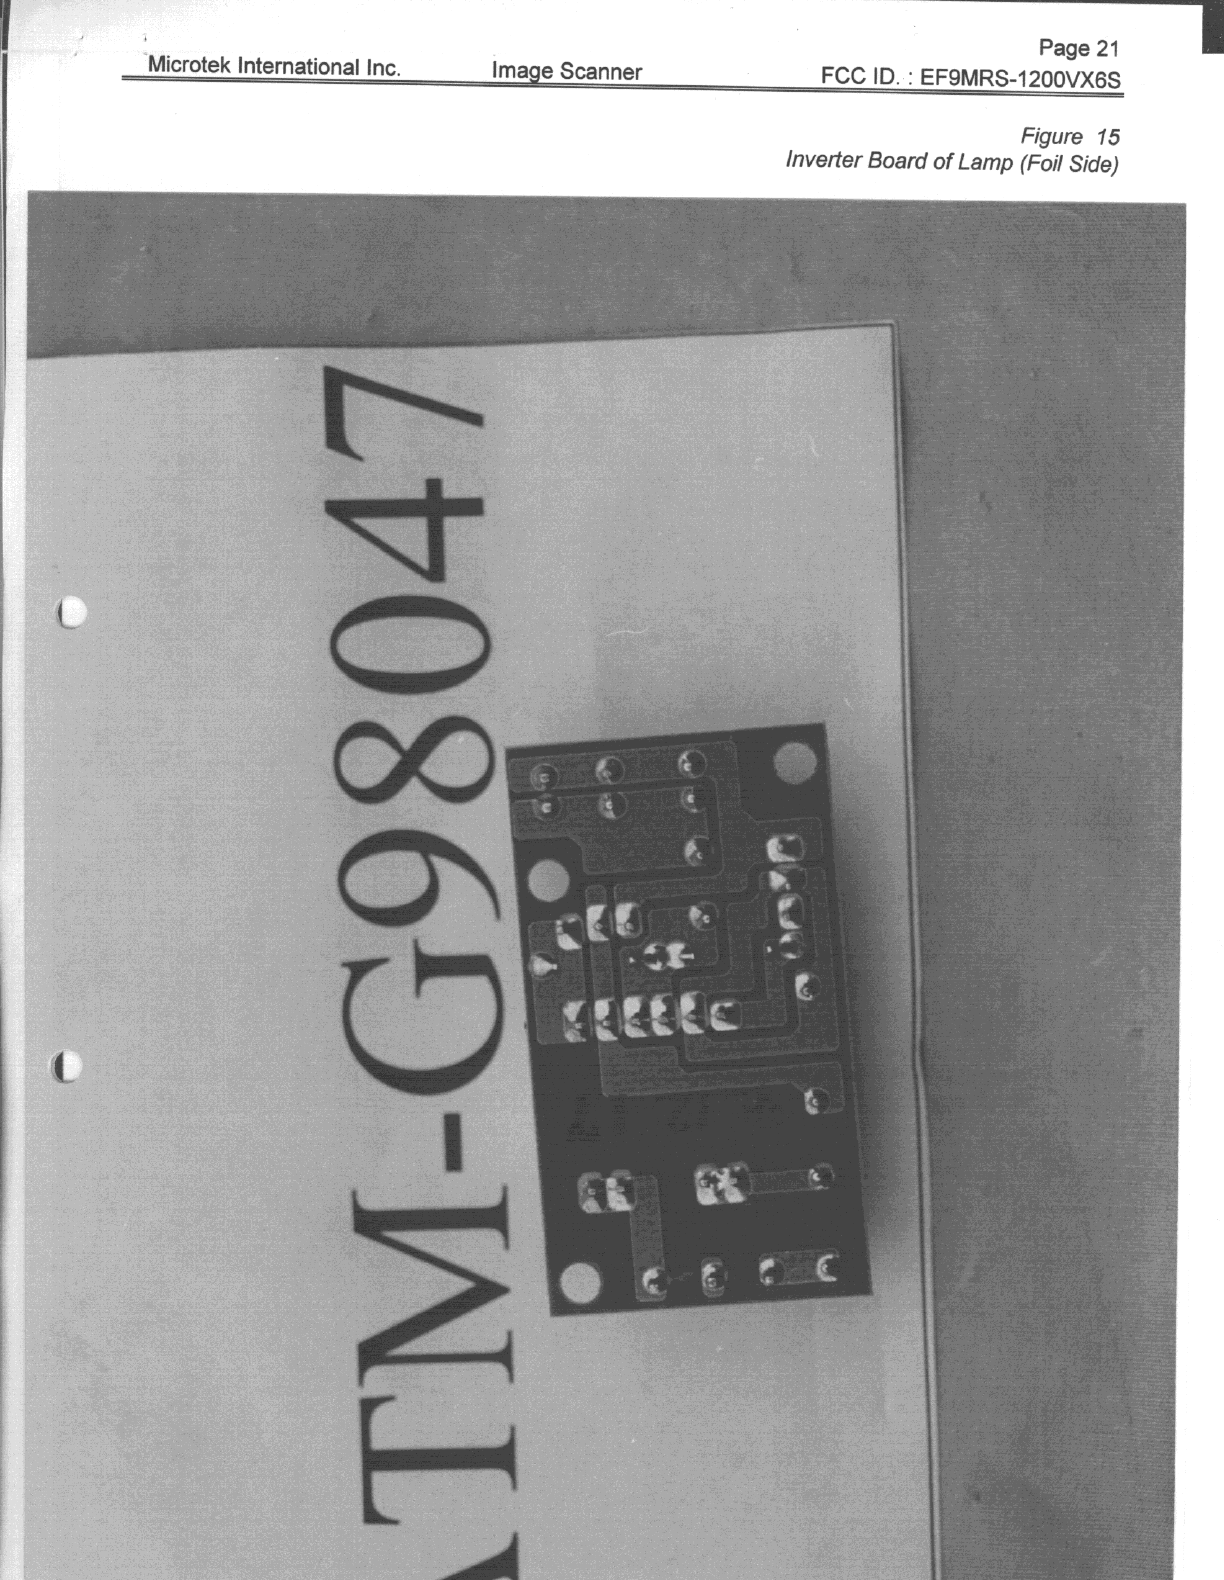 Page 21
Microtek International Inc. Image Scanner FCC ID. : EF9MRS-1200VX6S
Figure 15
Inverter Board of Lamp (Foil Side)
ATM-G98047